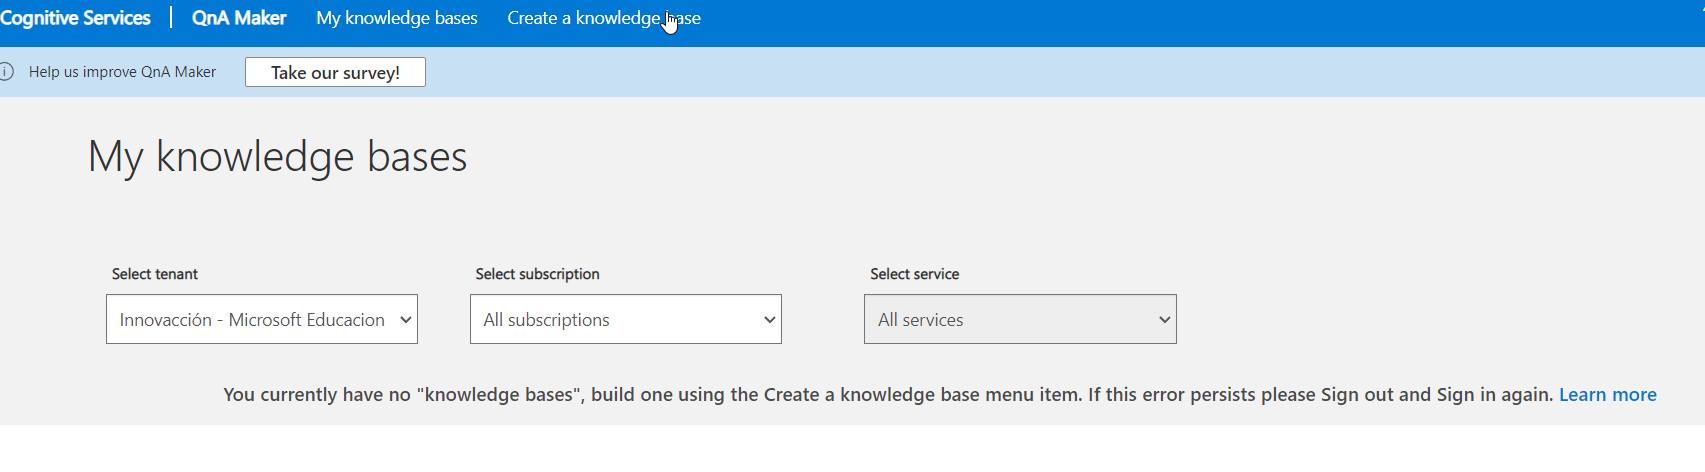 Cognitive Services QnA Maker My knowledge bases Create a knowledge base
Help us improve QnA Maker Take our survey!
My knowledge bases
Select tenant Select subscription Select service
Innovacción - Microsoft Educacion All subscriptions All services
You currently have no "knowledge bases", build one using the Create a knowledge base menu item. If this error persists please Sign out and Sign in again. Learn more